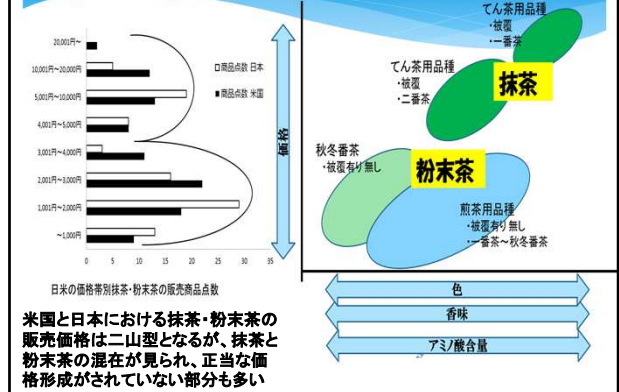 20,001円~
10,001円~20,000円
5,001円~10,000円
4,001円~5,000円
3,001円~4,000円
2,001円~3,000円
1,001円~2,000円
~1,000円
0 5 10 15 20 25 30 35
□商品点数 日本
■商品点数 米国
日米の価格帯別抹茶・粉末茶の販売商品点数
米国と日本における抹茶・粉末茶の
販売価格は二山型となるが、抹茶と
粉末茶の混在が見られ、正当な価
格形成がされていない部分も多い
価格
てん茶用品種
・被覆
・一番茶
てん茶用品種
・被覆
・二番茶
抹茶
秋冬番茶
・被覆有り無し
粉末茶
煎茶用品種
・被覆有り無し
・一番茶~秋冬番茶
色
香味
アミノ酸含量